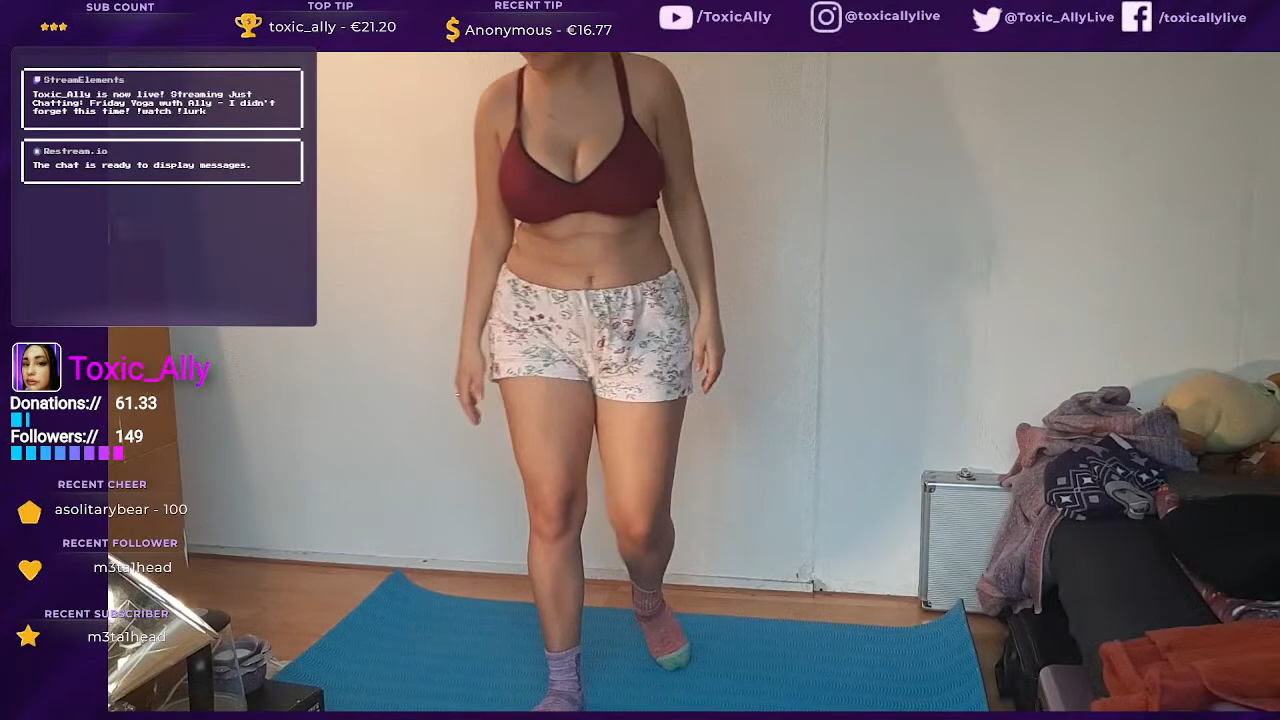 SUB COUNT
TOP TIP
toxic_ally - €21.20
RECENT TIP
Anonymous - €16.77
/ToxicAlly
@toxicallylive
@Toxic_AllyLive
/toxicallylive
StreamElements
Toxic_Ally is now live! Streaming Just
Chatting: Friday Yoga wuth Ally - I didn't
forget this time! !watch !lurk
Restream.io
The chat is ready to display messages.
Toxic_Ally
Donations:// 61.33
Followers:// 149
RECENT CHEER
asolitarybear - 100
RECENT FOLLOWER
m3ta1head
RECENT SUBSCRIBER
m3ta1head